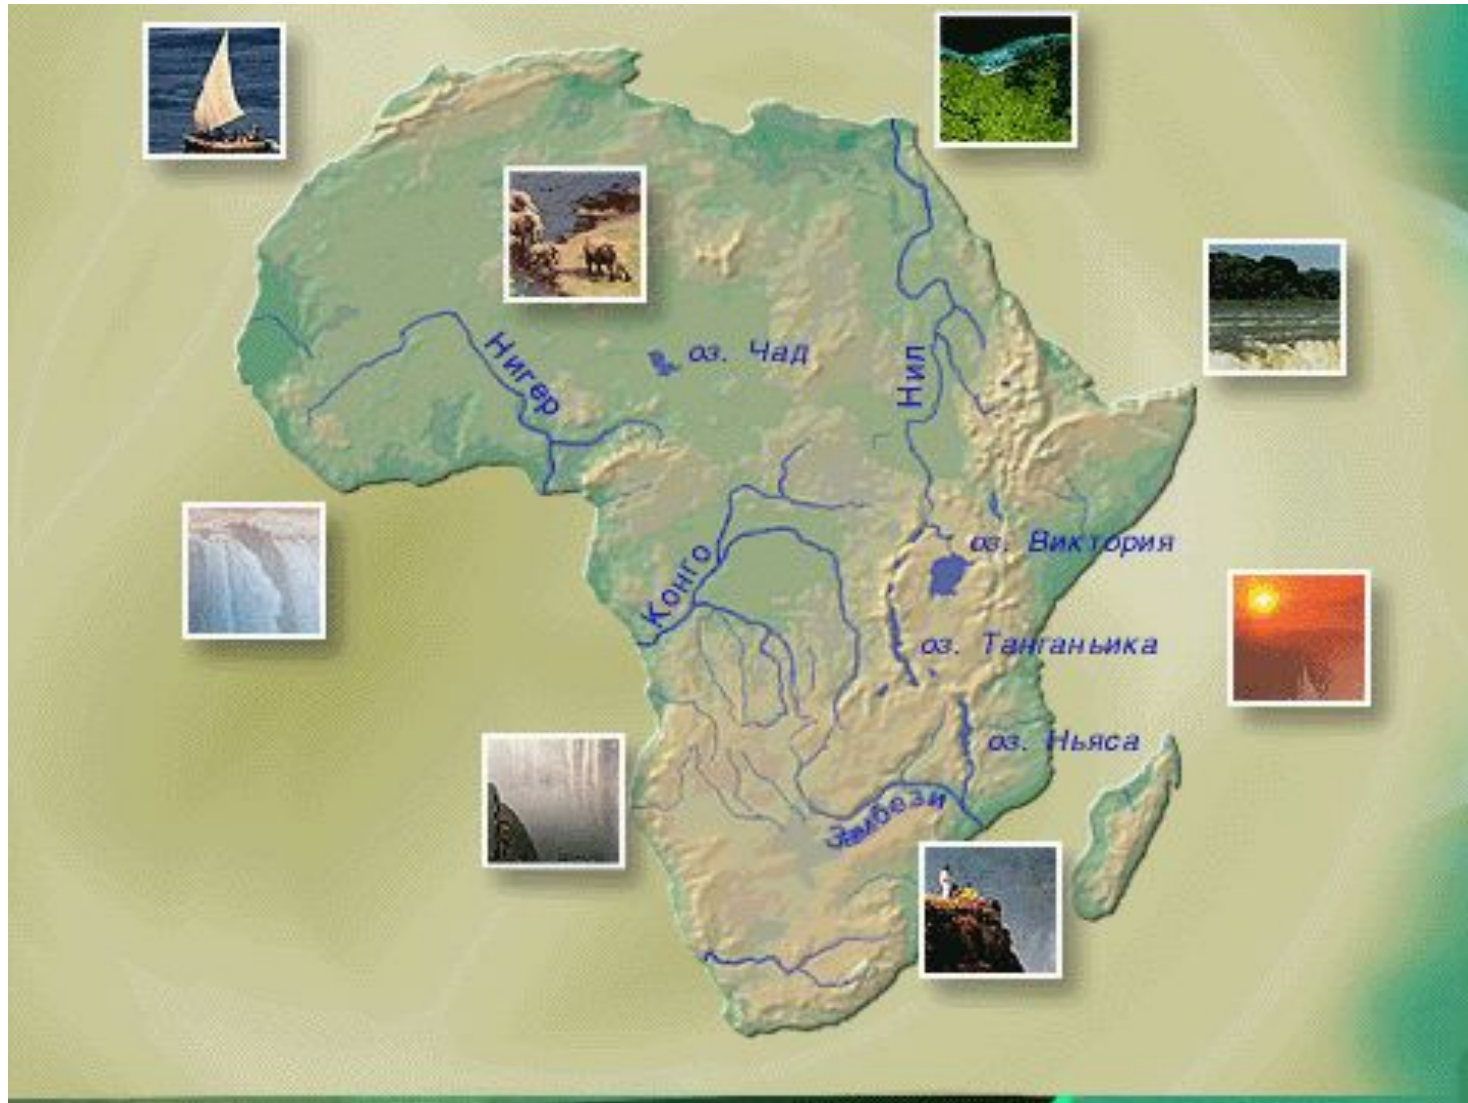 Нигер
оз. Чад
Нил
оз. Виктория
Конго
оз. Танганьика
оз. Ньяса
Замбези